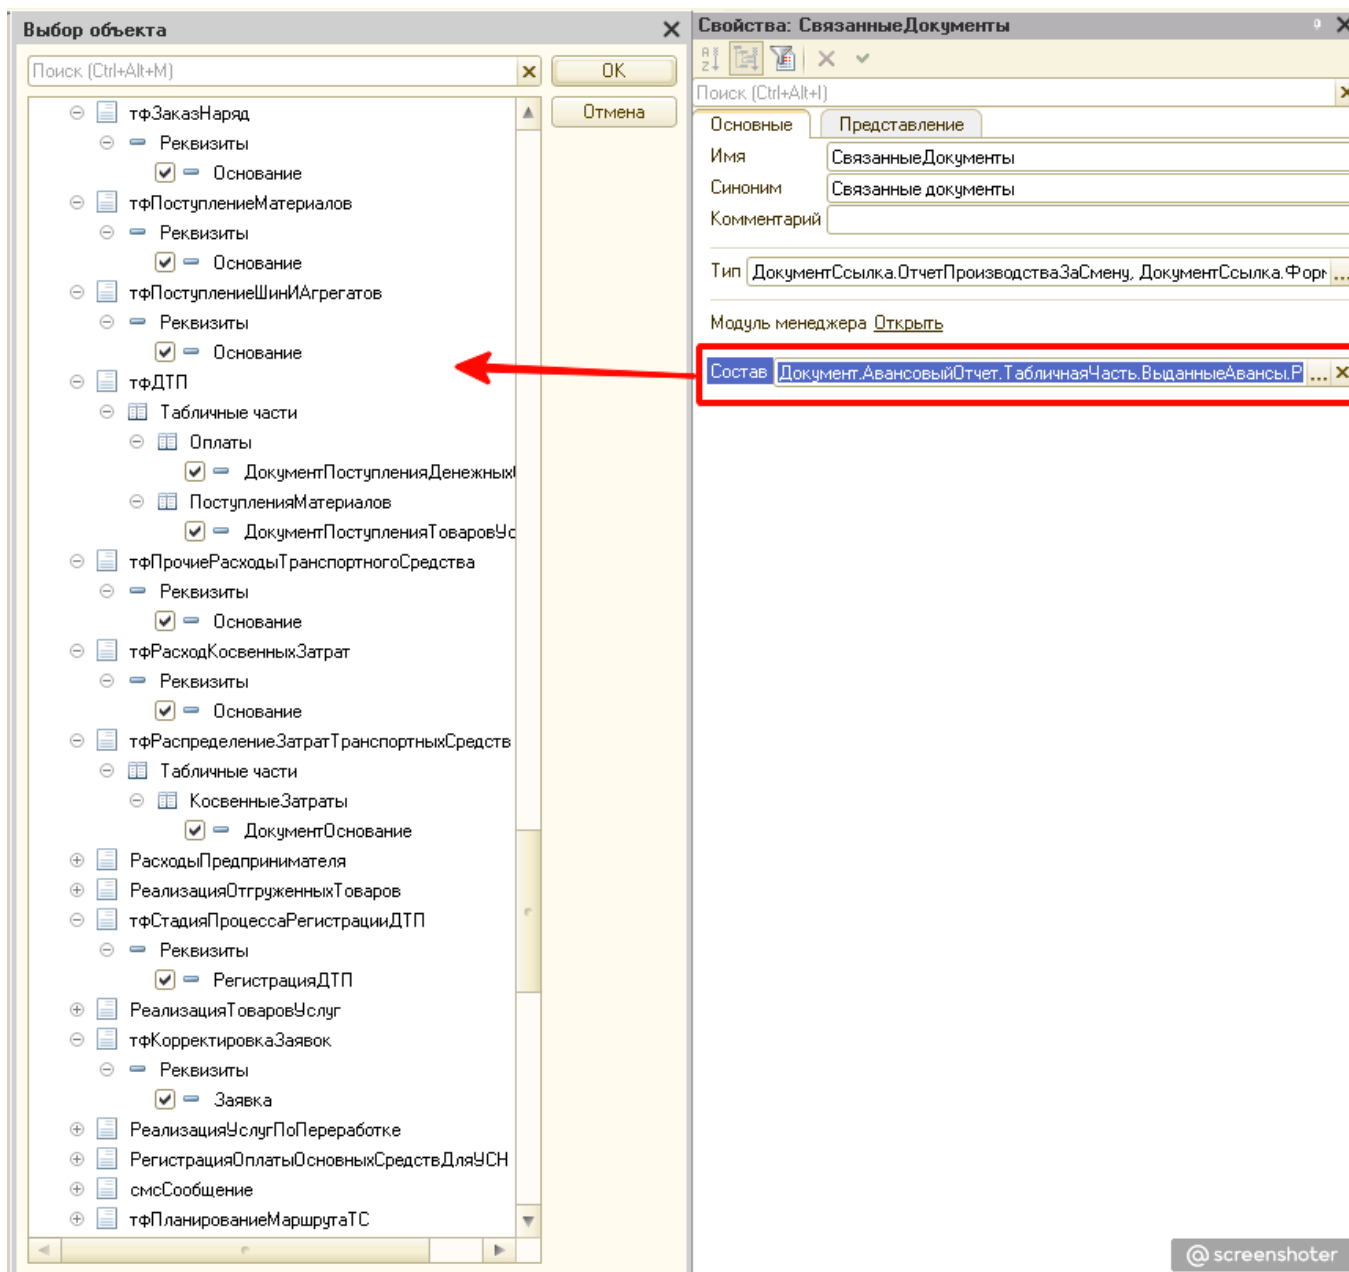 Выбор объекта
Поиск (Ctrl+Alt+M)
OK
Отмена
тфЗаказНаряд
Реквизиты
Основание
тфПоступлениеМатериалов
Реквизиты
Основание
тфПоступлениеШинИАгрегатов
Реквизиты
Основание
тфДТП
Табличные части
Оплаты
ДокументПоступленияДенежных
ПоступленияМатериалов
ДокументПоступленияТоваровУс
тфПрочиеРасходыТранспортногоСредства
Реквизиты
Основание
тфРасходКосвенныхЗатрат
Реквизиты
Основание
тфРаспределениеЗатратТранспортныхСредств
Табличные части
КосвенныеЗатраты
ДокументОснование
РасходыПредпринимателя
РеализацияОтгруженныхТоваров
тфСтадияПроцессаРегистрацииДТП
Реквизиты
РегистрацияДТП
РеализацияТоваровУслуг
тфКорректировкаЗаявок
Реквизиты
Заявка
РеализацияУслугПоПереработке
РегистрацияОплатыОсновныхСредствДляУСН
смсСообщение
тфПланированиеМаршрутаТС
Свойства: СвязанныеДокументы
Поиск (Ctrl+Alt+I)
Основные Представление
Имя СвязанныеДокументы
Синоним Связанные документы
Комментарий
Тип ДокументСсылка.ОтчетПроизводстваЗаСмену, ДокументСсылка.Форм ...
Модуль менеджера Открыть
Состав Документ.АвансовыйОтчет.ТабличнаяЧасть.ВыданныеАвансы.Р ...
@screenshoter